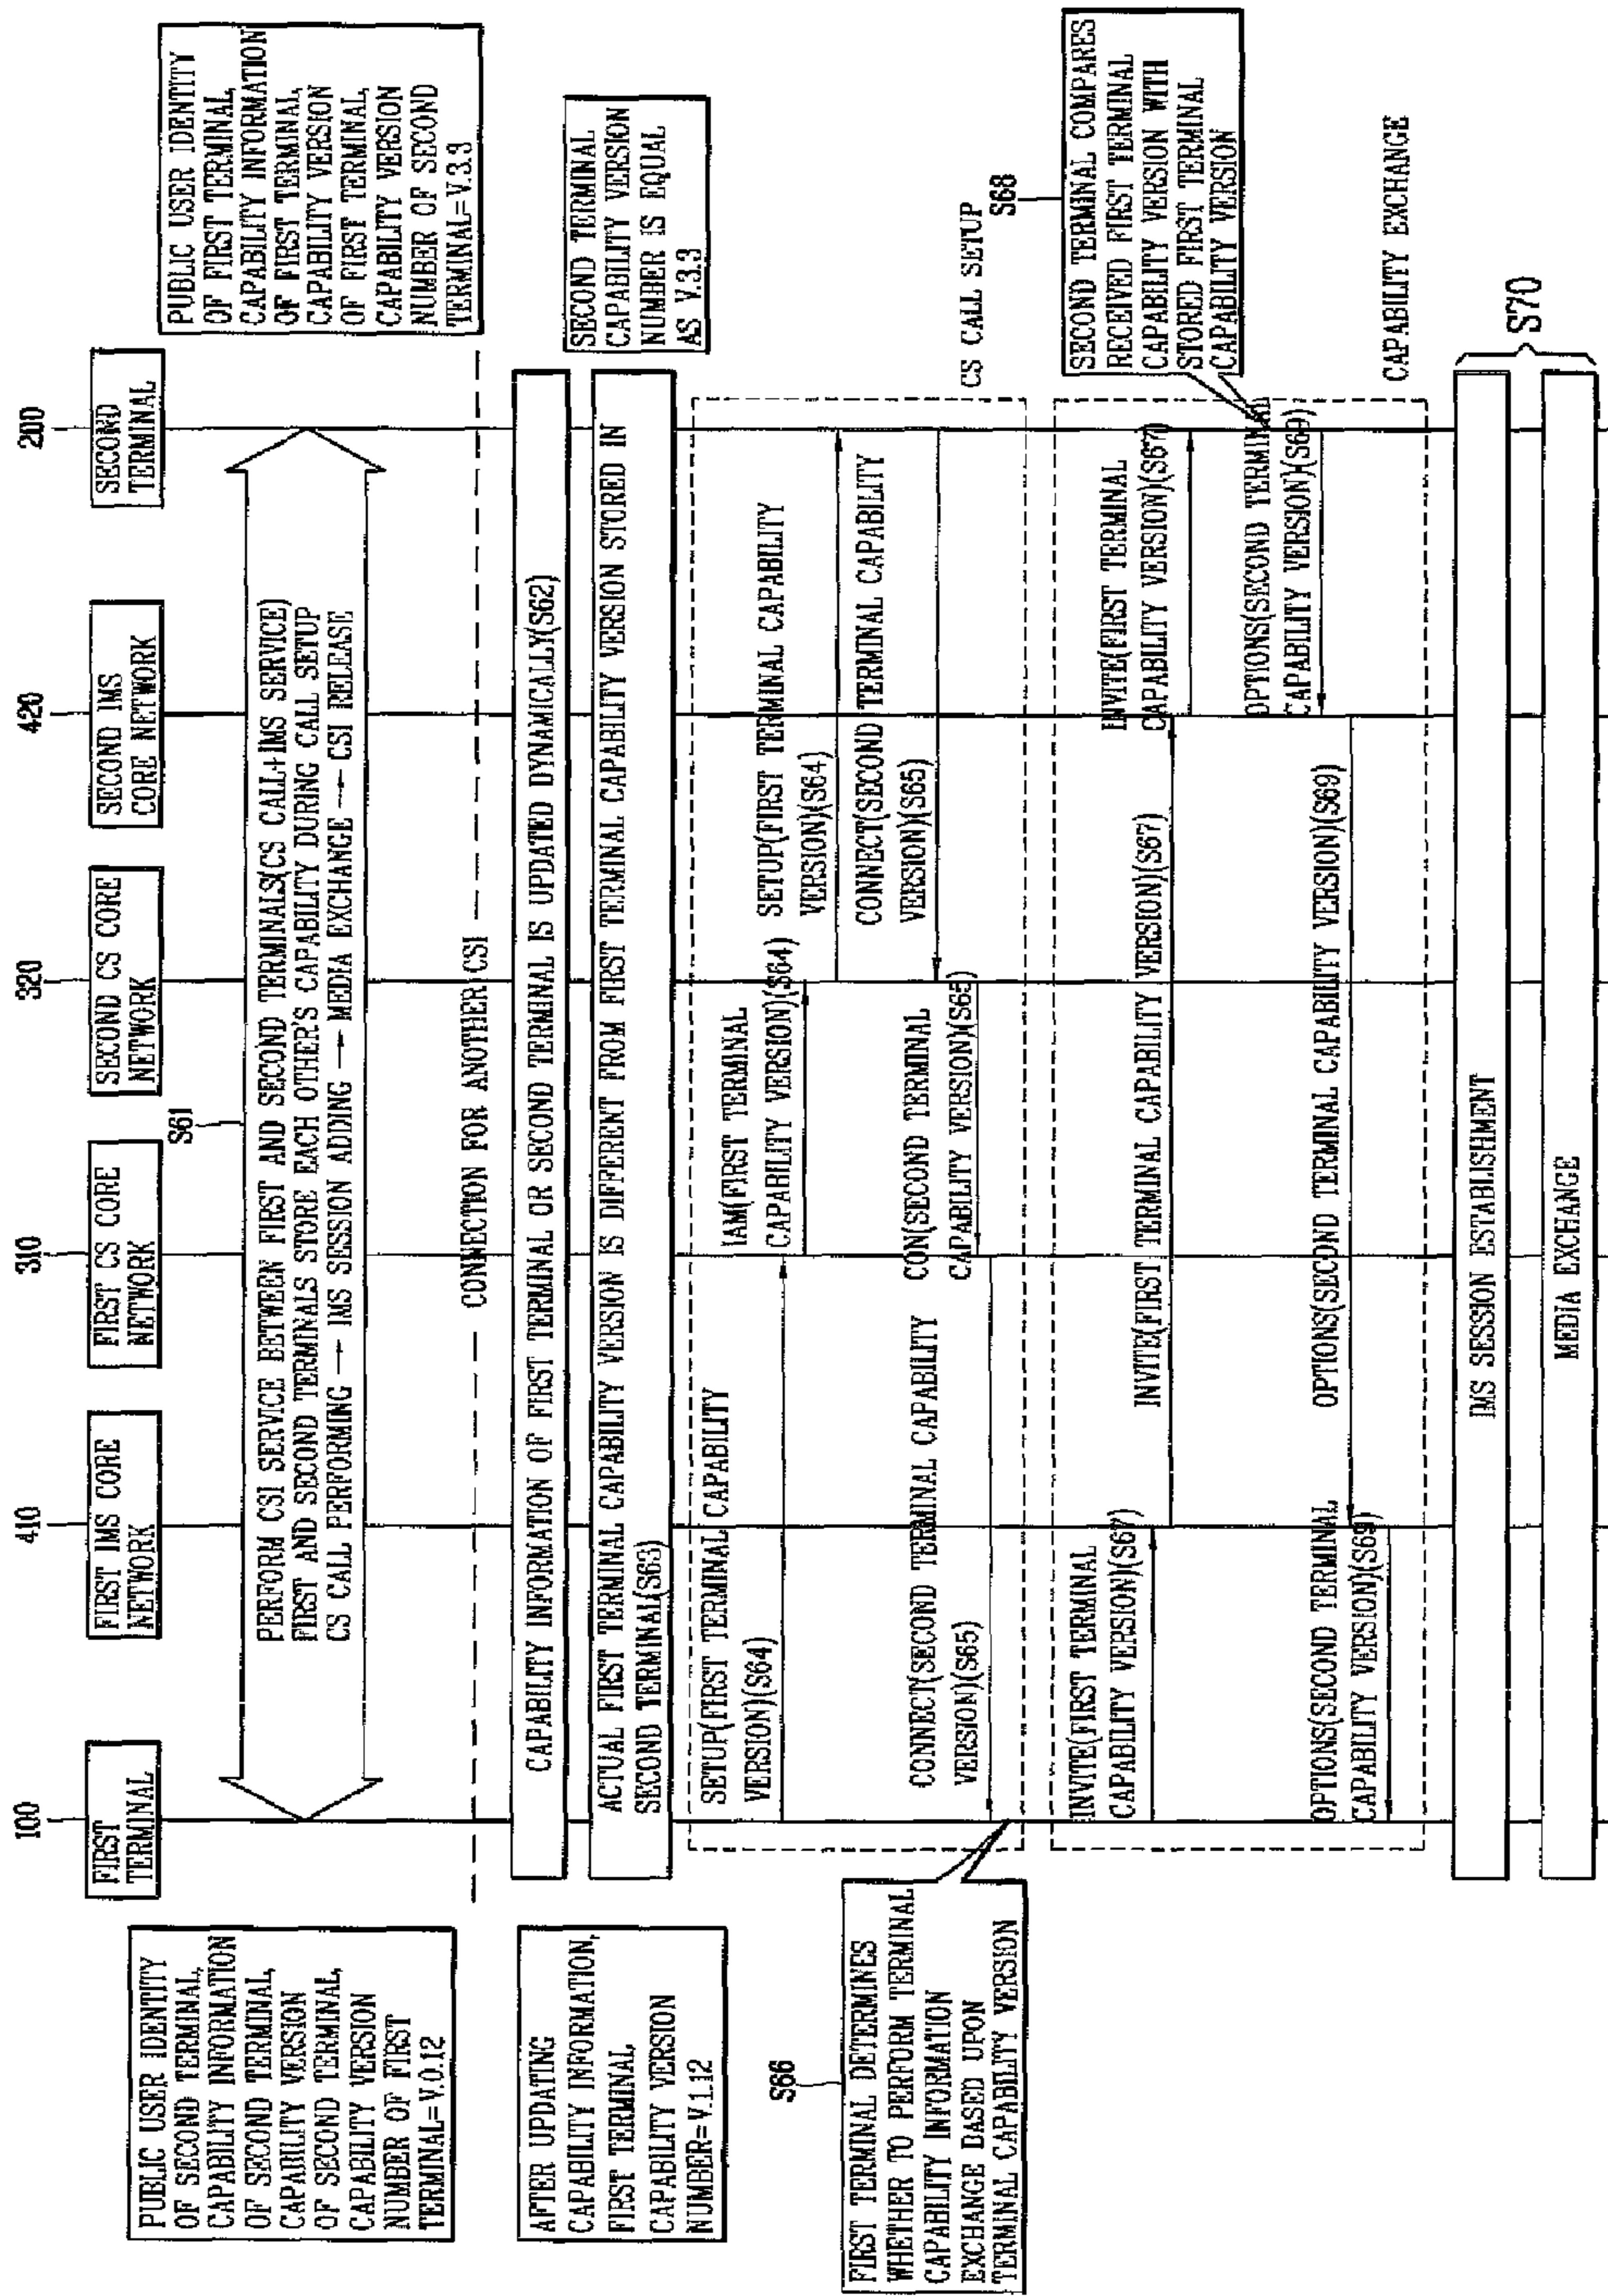 100
410
310
320
420
200
FIRST
TERMINAL
FIRST IMS CORE
NETWORK
FIRST CS CORE
NETWORK
SECOND CS CORE
NETWORK
SECOND IMS
CORE NETWORK
SECOND
TERMINAL
S61
PUBLIC USER IDENTITY
OF SECOND TERMINAL,
CAPABILITY INFORMATION
OF SECOND TERMINAL,
CAPABILITY VERSION
OF SECOND TERMINAL,
CAPABILITY VERSION
NUMBER OF FIRST
TERMINAL=V.0.12
PERFORM CSI SERVICE BETWEEN FIRST AND SECOND TERMINALS(CS CALL+IMS SERVICE)
FIRST AND SECOND TERMINALS STORE EACH OTHER'S CAPABILITY DURING CALL SETUP
CS CALL PERFORMING → IMS SESSION ADDING → MEDIA EXCHANGE → CSI RELEASE
PUBLIC USER IDENTITY
OF FIRST TERMINAL,
CAPABILITY INFORMATION
OF FIRST TERMINAL,
CAPABILITY VERSION
OF FIRST TERMINAL,
CAPABILITY VERSION
NUMBER OF SECOND
TERMINAL=V.3.3
CONNECTION FOR ANOTHER CSI
AFTER UPDATING
CAPABILITY INFORMATION,
FIRST TERMINAL
CAPABILITY VERSION
NUMBER=V.1.12
CAPABILITY INFORMATION OF FIRST TERMINAL OR SECOND TERMINAL IS UPDATED DYNAMICALLY(S62)
ACTUAL FIRST TERMINAL CAPABILITY VERSION IS DIFFERENT FROM FIRST TERMINAL CAPABILITY VERSION STORED IN
SECOND TERMINAL(S63)
SECOND TERMINAL
CAPABILITY VERSION
NUMBER IS EQUAL
AS V.3.3
SETUP(FIRST TERMINAL CAPABILITY
VERSION)(S64)
IAM(FIRST TERMINAL
CAPABILITY VERSION)(S64)
SETUP(FIRST TERMINAL CAPABILITY
VERSION)(S64)
CONNECT(SECOND TERMINAL CAPABILITY
VERSION)(S65)
CON(SECOND TERMINAL
CAPABILITY VERSION)(S65)
CONNECT(SECOND TERMINAL CAPABILITY
VERSION)(S65)
CS CALL SETUP
S66
FIRST TERMINAL DETERMINES
WHETHER TO PERFORM TERMINAL
CAPABILITY INFORMATION
EXCHANGE DASED UPON
TERMINAL CAPABILITY VERSION
INVITE(FIRST TERMINAL
CAPABILITY VERSION)(S67)
INVITE(FIRST TERMINAL CAPABILITY VERSION)(S67)
INVITE(FIRST TERMINAL
CAPABILITY VERSION)(S67)
S68
SECOND TERMINAL COMPARES
RECEIVED FIRST TERMINAL
CAPABILITY VERSION WITH
STORED FIRST TERMINAL
CAPABILITY VERSION
OPTIONS(SECOND TERMINAL
CAPABILITY VERSION)(S69)
OPTIONS(SECOND TERMINAL CAPABILITY VERSION)(S69)
OPTIONS(SECOND TERMINAL
CAPABILITY VERSION)(S69)
CAPABILITY EXCHANGE
IMS SESSION ESTABLISHMENT
MEDIA EXCHANGE
S70